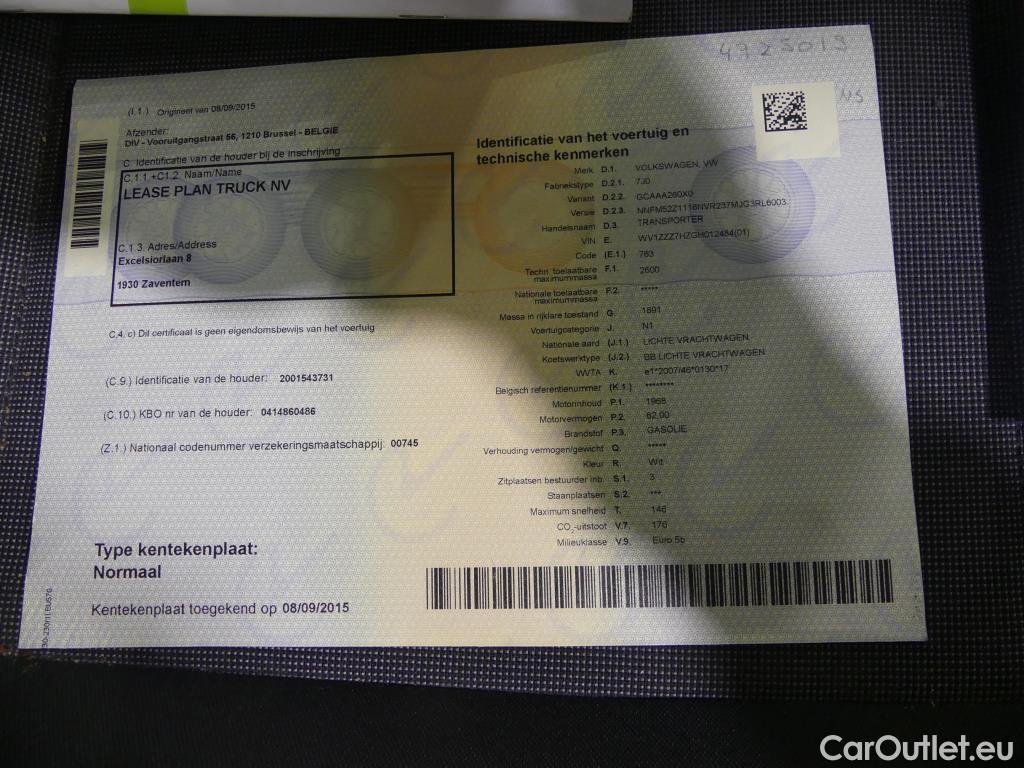 4725013
NS
(I.1.) Origineel van 08/09/2015
Afzender:
DIV - Vooruitgangstraat 56, 1210 Brussel - BELGIE
C. Identificatie van de houder bij de inschrijving
C.1.1.+C1.2. Naam/Name
LEASE PLAN TRUCK NV
C.1.3. Adres/Address
Excelsiorlaan 8
1930 Zaventem
C.4. c) Dit certificaat is geen eigendomsbewijs van het voertuig
(C.9.) Identificatie van de houder: 2001543731
(C.10.) KBO nr van de houder: 0414860486
(Z.1.) Nationaal codenummer verzekeringsmaatschappij: 00745
Type kentekenplaat:
Normaal
Kentekenplaat toegekend op 08/09/2015
Identificatie van het voertuig en
technische kenmerken
Merk D.1. VOLKSWAGEN, VW
Fabriekstype D.2.1. 7J0
Variant D.2.2. GCAAA260X0
Versie D.2.3. NNFM52Z1116NVR237MJG3RL6003
Handelsnaam D.3. TRANSPORTER
VIN E. WV1ZZZ7HZGH012484(01)
Code (E.1.) 763
Techn. toelaatbare
maximummassa F.1. 2600
Nationale toelaatbare
maximummassa F.2. *****
Massa in rijklare toestand G. 1891
Voertuigcategorie J. N1
Nationale aard (J.1.) LICHTE VRACHTWAGEN
Koetswerktype (J.2.) BB LICHTE VRACHTWAGEN
WVTA K. e1*2007/46*0130*17
Belgisch referentienummer (K.1.) ********
Motorinhoud P.1. 1968
Motorvermogen P.2. 62,00
Brandstof P.3. GASOLIE
Verhouding vermogen/gewicht Q. *****
Kleur R. Wit
Zitplaatsen bestuurder inb. S.1. 3
Staanplaatsen S.2. ***
Maximum snelheid T. 146
CO2-uitstoot V.7. 176
Milieuklasse V.9. Euro 5b
CarOutlet.eu